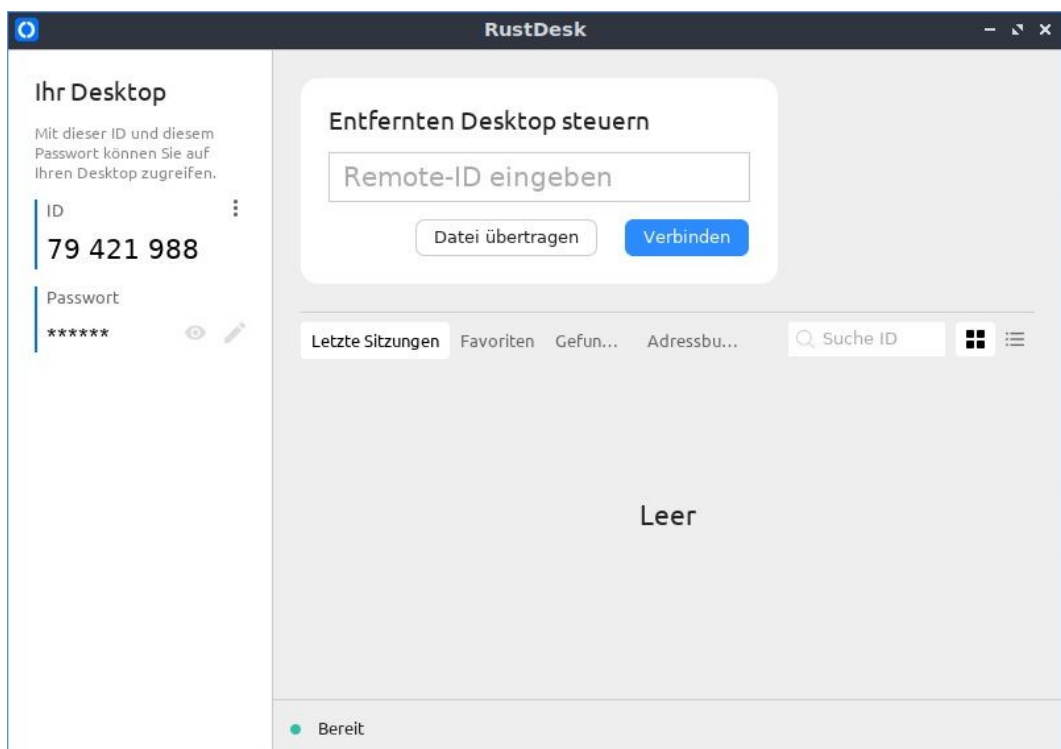 RustDesk
Ihr Desktop
Mit dieser ID und diesem
Passwort können Sie auf
Ihren Desktop zugreifen.
ID
79 421 988
Passwort
******
Entfernten Desktop steuern
Remote-ID eingeben
Datei übertragen
Verbinden
Letzte Sitzungen
Favoriten
Gefun...
Adressbu...
Suche ID
Leer
Bereit